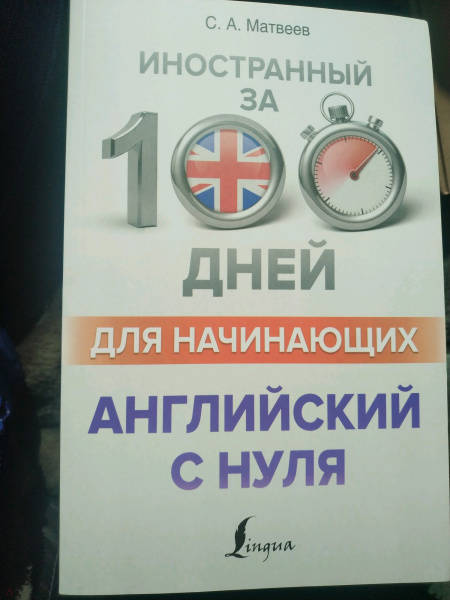 С. А. Матвеев
ИНОСТРАННЫЙ
ЗА
100
ДНЕЙ
ДЛЯ НАЧИНАЮЩИХ
АНГЛИЙСКИЙ
С НУЛЯ
Lingua